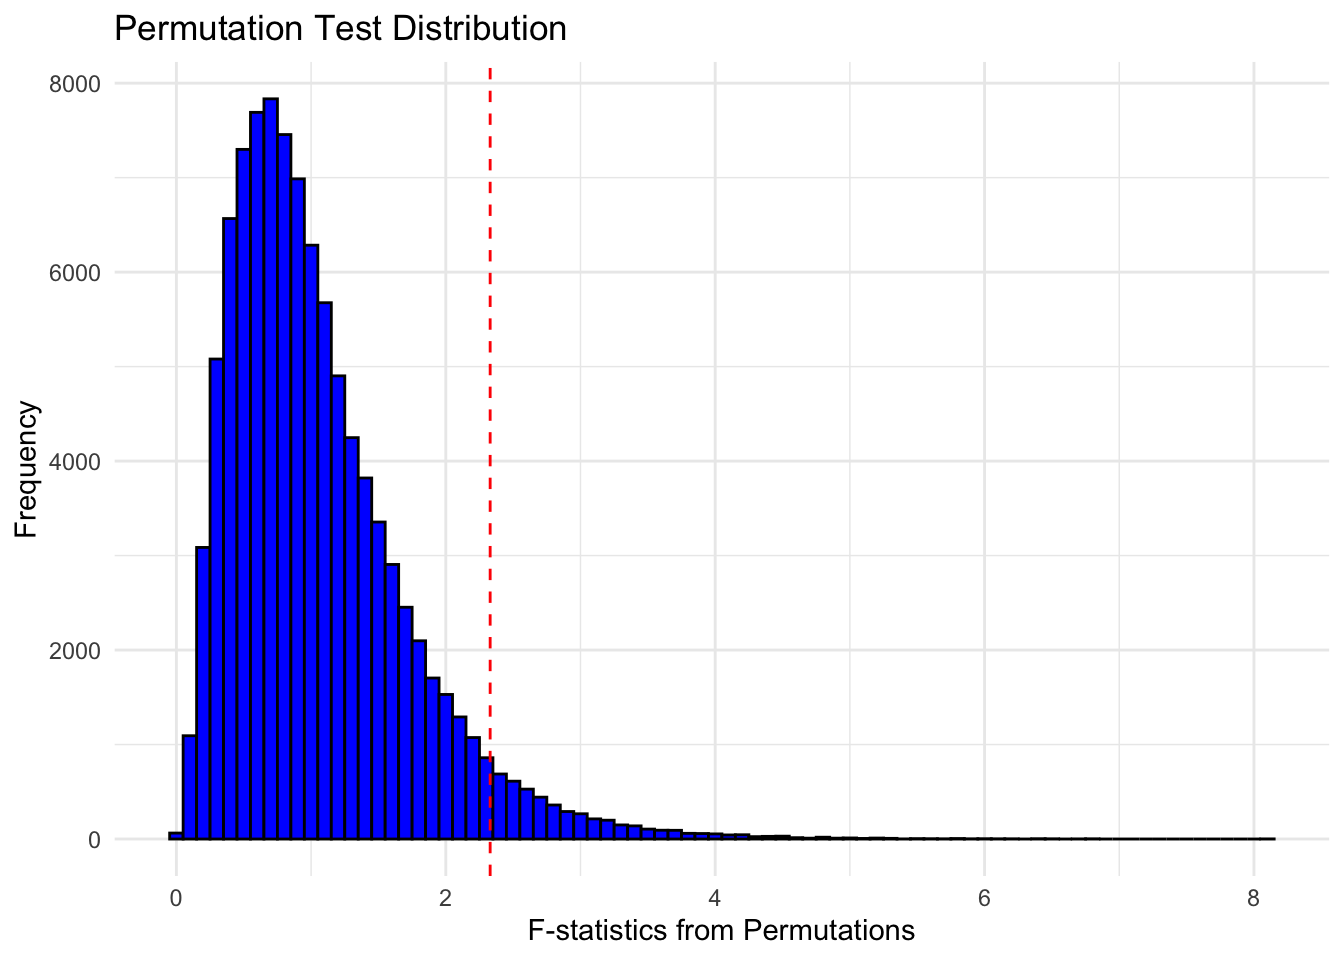 Permutation Test Distribution
8000
6000
4000
2000
0
Frequency
0 2 4 6 8
F-statistics from Permutations